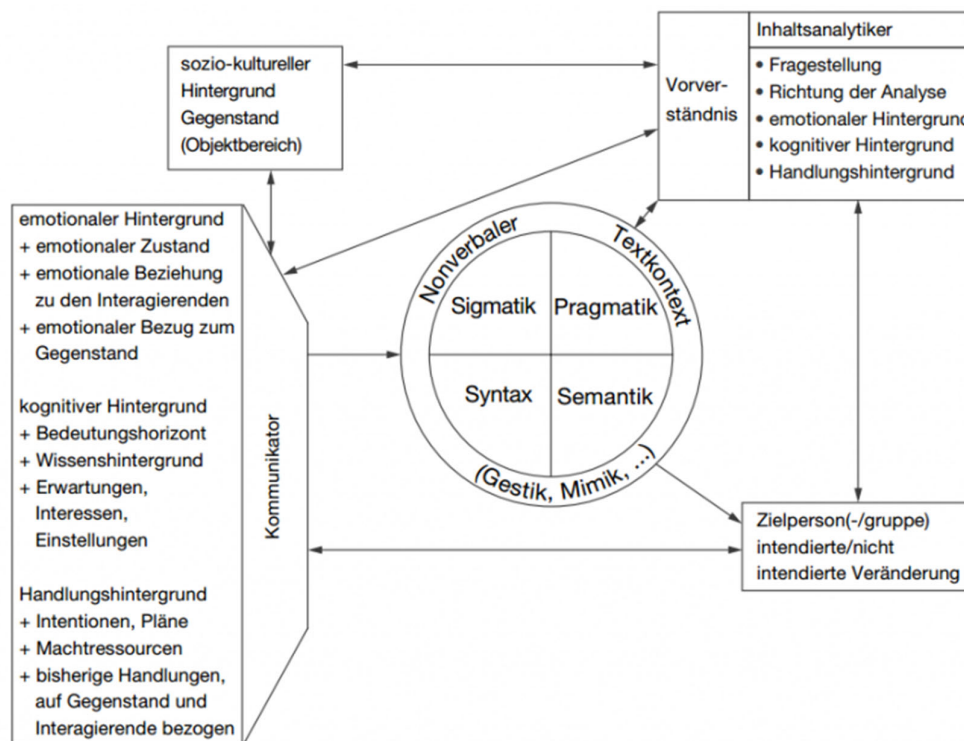 sozio-kultureller
Hintergrund
Gegenstand
(Objektbereich)
Vorver-
ständnis
Inhaltsanalytiker
• Fragestellung
• Richtung der Analyse
• emotionaler Hintergrund
• kognitiver Hintergrund
• Handlungshintergrund
emotionaler Hintergrund
+ emotionaler Zustand
+ emotionale Beziehung
zu den Interagierenden
+ emotionaler Bezug zum
Gegenstand
kognitiver Hintergrund
+ Bedeutungshorizont
+ Wissenshintergrund
+ Erwartungen,
Interessen,
Einstellungen
Handlungshintergrund
+ Intentionen, Pläne
+ Machtressourcen
+ bisherige Handlungen,
auf Gegenstand und
Interagierende bezogen
Kommunikator
Nonverbaler Textkontext
Sigmatik
Pragmatik
Syntax
Semantik
(Gestik, Mimik, ...)
Zielperson(-/gruppe)
intendierte/nicht
intendierte Veränderung